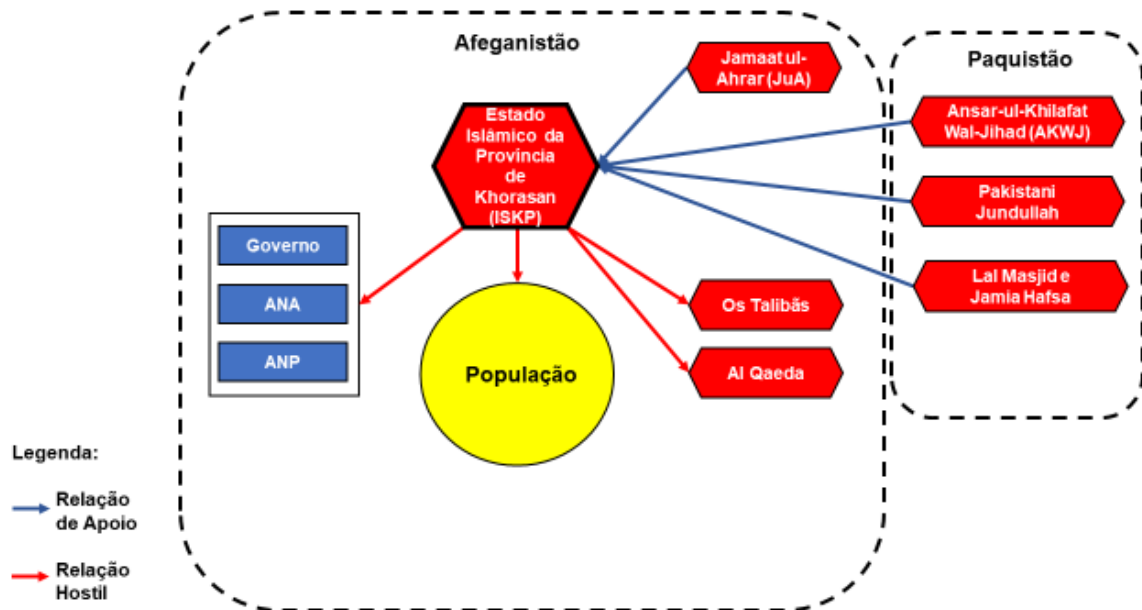 Afeganistão
Jamaat ul-
Ahrar (JuA)
Paquistão
Estado
Islâmico da
Província
de
Khorasan
(ISKP)
Ansar-ul-Khilafat
Wal-Jihad (AKWJ)
Pakistani
Jundullah
Lal Masjid e
Jamia Hafsa
Governo
ANA
ANP
População
Os Talibãs
Al Qaeda
Legenda:
Relação
de Apoio
Relação
Hostil